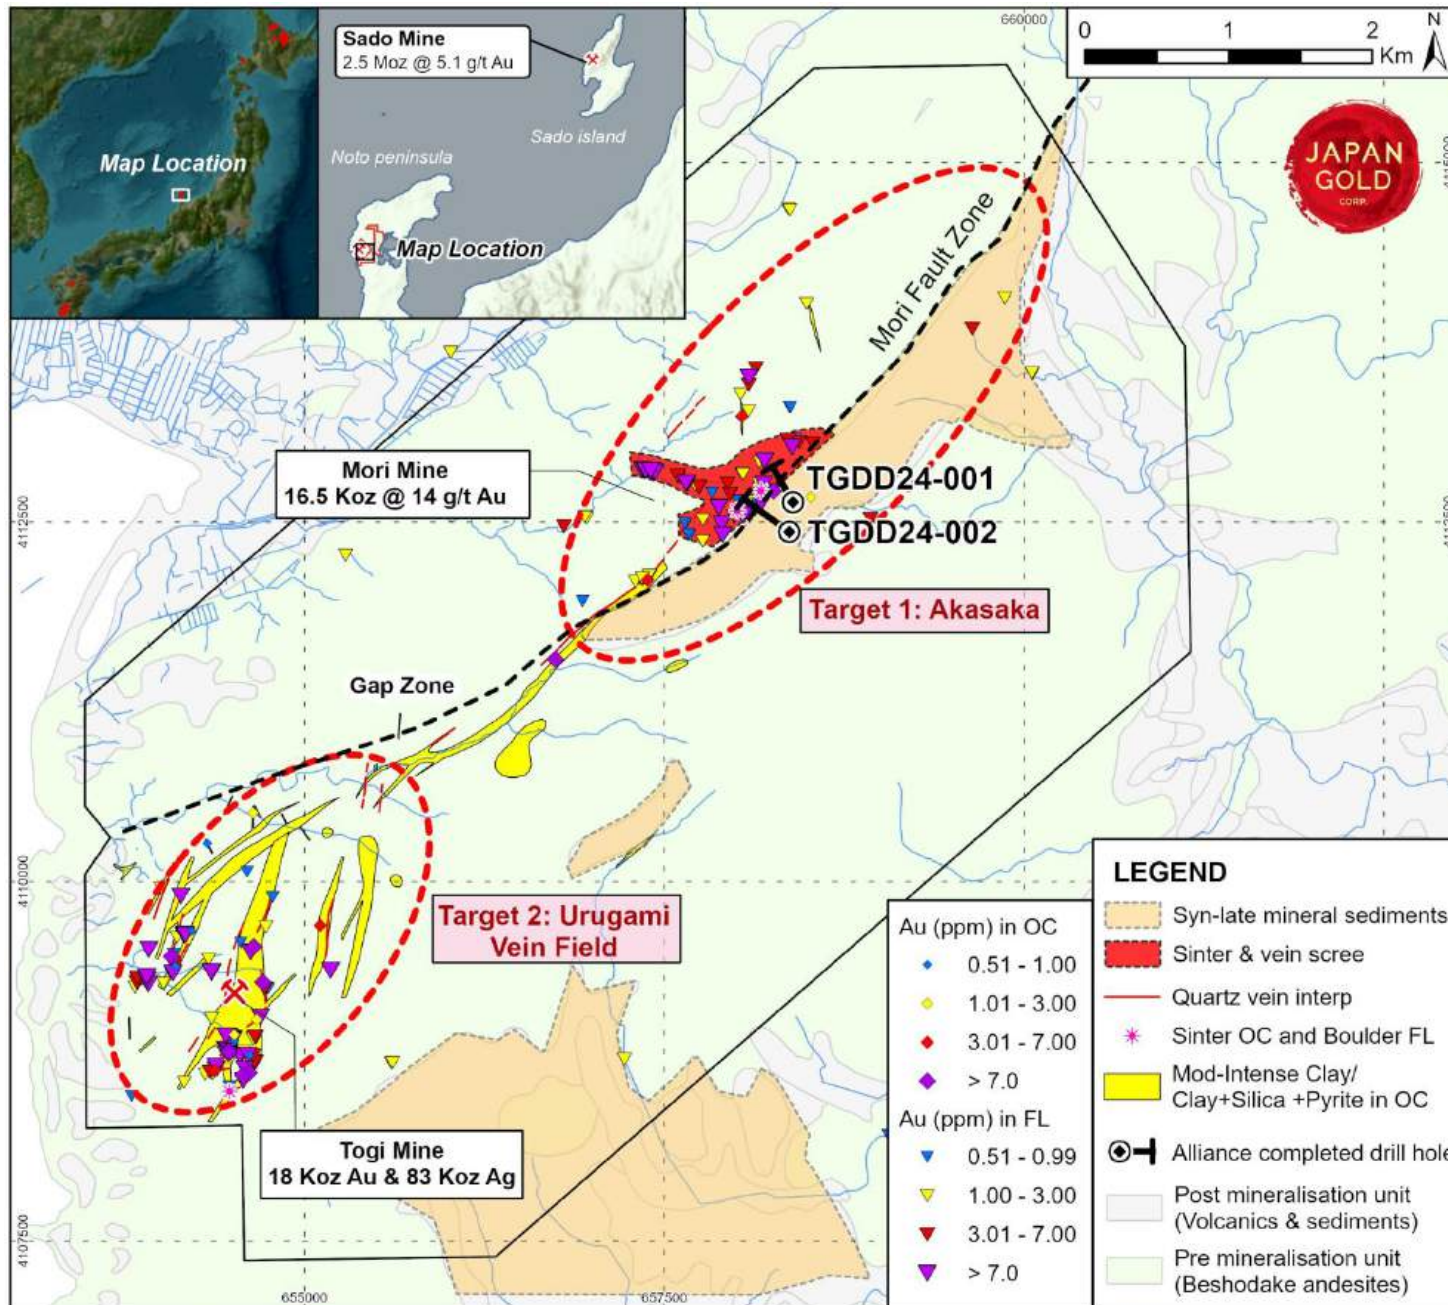 660000
0
1
2
Km
N
Sado Mine
2.5 Moz @ 5.1 g/t Au
Sado island
Noto peninsula
Map Location
Map Location
JAPAN
GOLD
CORP.
4115000
Mori Fault Zone
Mori Mine
16.5 Koz @ 14 g/t Au
TGDD24-001
TGDD24-002
4112500
4112500
Target 1: Akasaka
Gap Zone
4110000
Target 2: Urugami
Vein Field
Togi Mine
18 Koz Au & 83 Koz Ag
4107500
655000
657500
Au (ppm) in OC
0.51 - 1.00
1.01 - 3.00
3.01 - 7.00
> 7.0
Au (ppm) in FL
0.51 - 0.99
1.00 - 3.00
3.01 - 7.00
> 7.0
LEGEND
Syn-late mineral sediments
Sinter & vein scree
Quartz vein interp
Sinter OC and Boulder FL
Mod-Intense Clay/
Clay+Silica +Pyrite in OC
Alliance completed drill hole
Post mineralisation unit
(Volcanics & sediments)
Pre mineralisation unit
(Beshodake andesites)